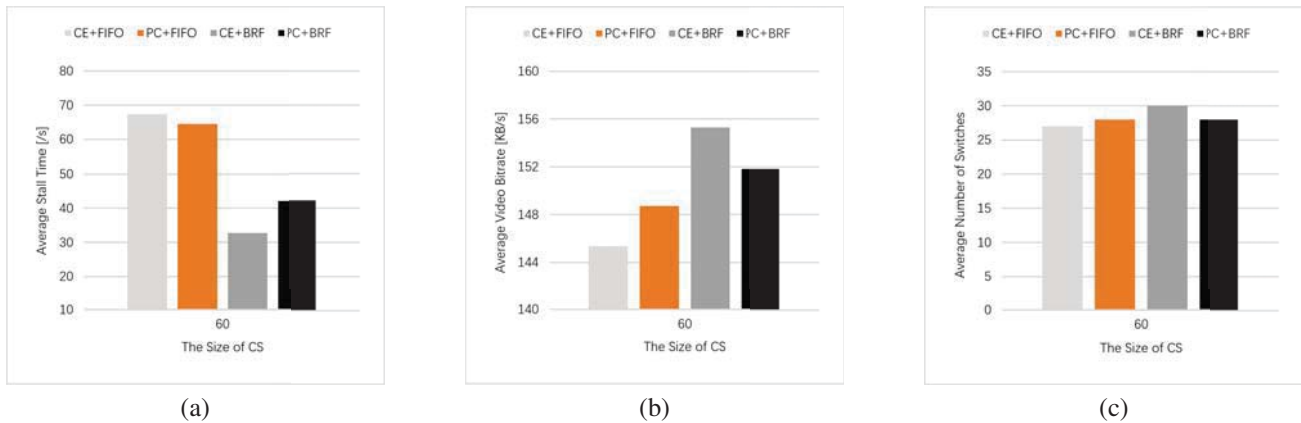 CE+FIFO PC+FIFO CE+BRF PC+BRF
80
70
60
50
40
30
20
10
Average Stall Time [/s]
60
The Size of CS
(a)
CE+FIFO PC+FIFO CE+BRF PC+BRF
160
156
152
148
144
140
Average Video Bitrate [KB/s]
60
The Size of CS
(b)
CE+FIFO PC+FIFO CE+BRF PC+BRF
35
30
25
20
15
10
5
0
Average Number of Switches
60
The Size of CS
(c)